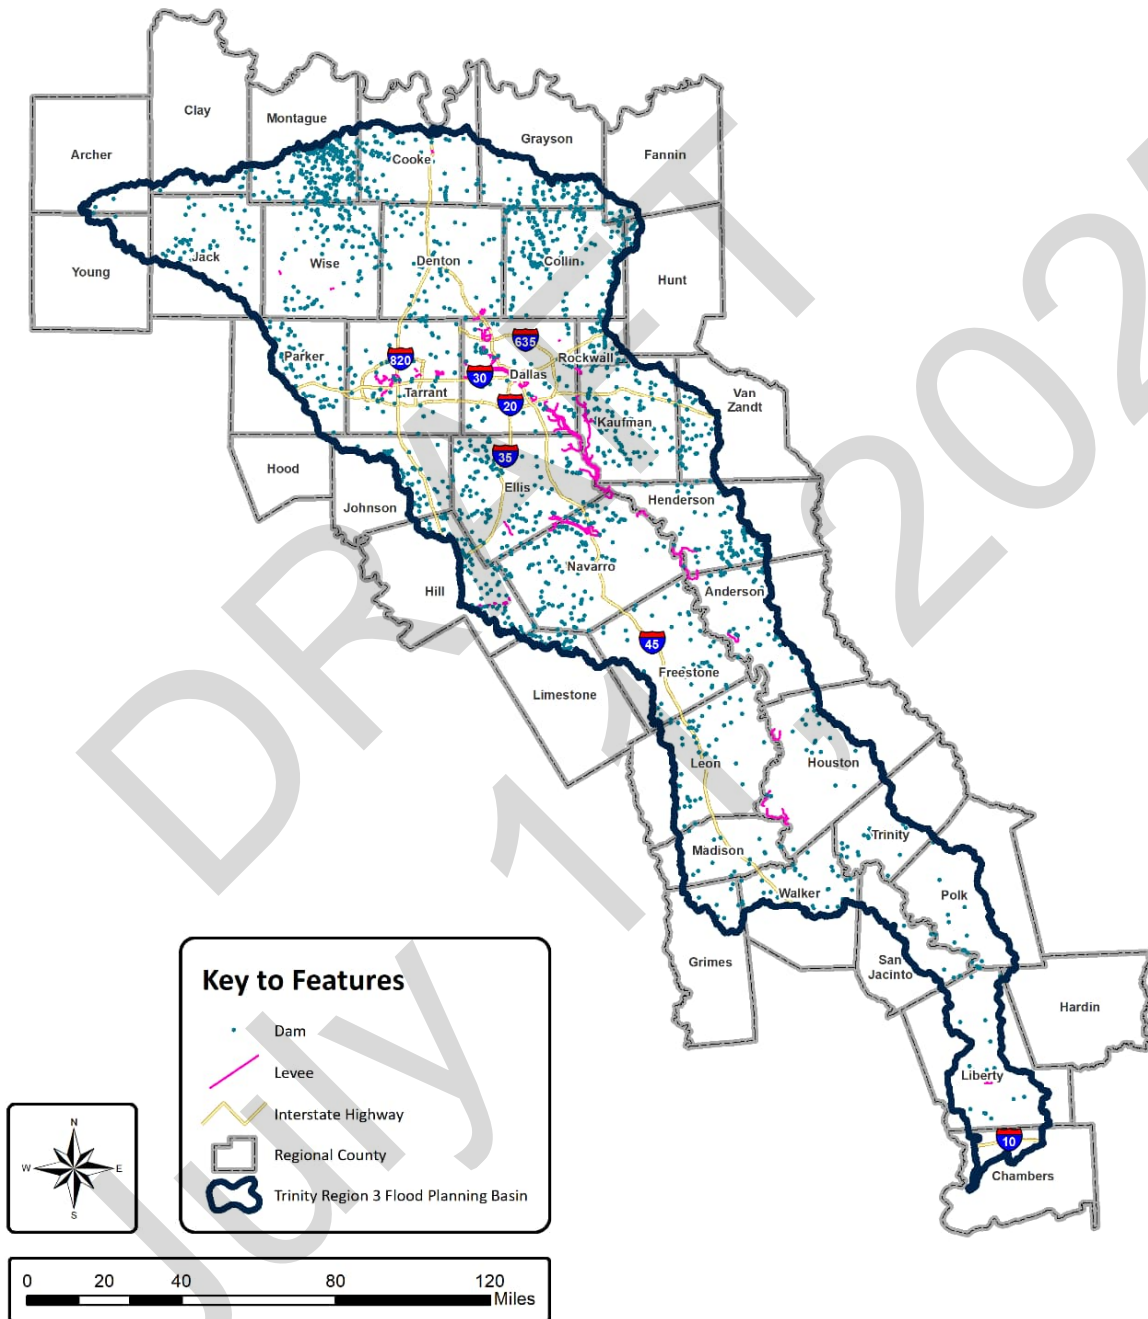 Clay
Montague
Cooke
Grayson
Fannin
Archer
Young
Jack
Wise
Denton
Collin
Hunt
Parker
820
Tarrant
30
Dallas
635
Rockwall
20
Kaufman
Van
Zandt
Hood
Johnson
35
Ellis
Henderson
Hill
Navarro
Anderson
45
Freestone
Limestone
Leon
Houston
Madison
Trinity
Walker
Polk
Grimes
San
Jacinto
Hardin
Liberty
10
Chambers
Key to Features
Dam
Levee
Interstate Highway
Regional County
Trinity Region 3 Flood Planning Basin
N
W
E
S
0 20 40 80 120
Miles
DRAFT
July 11, 202